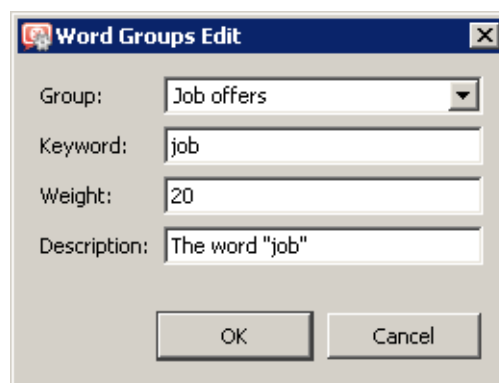 Word Groups Edit
Group: Job offers
Keyword: job
Weight: 20
Description: The word "job"
OK Cancel